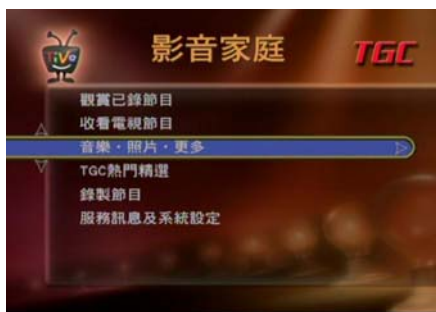 TiVo
影音家庭
TGC
觀賞已錄節目
收看電視節目
音樂・照片・更多
TGC熱門精選
錄製節目
服務訊息及系統設定